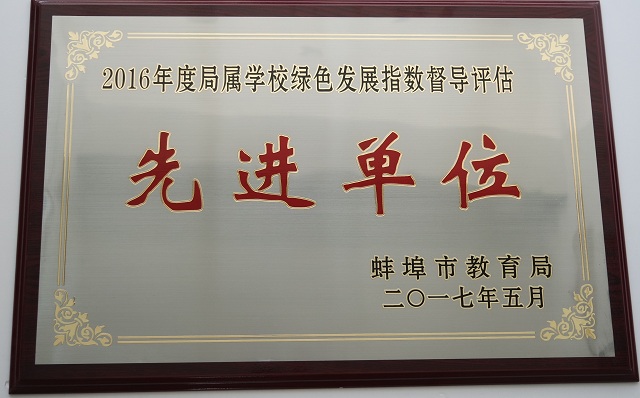 2016年度局属学校绿色发展指数督导评估
先进单位
蚌埠市教育局
二〇一七年五月